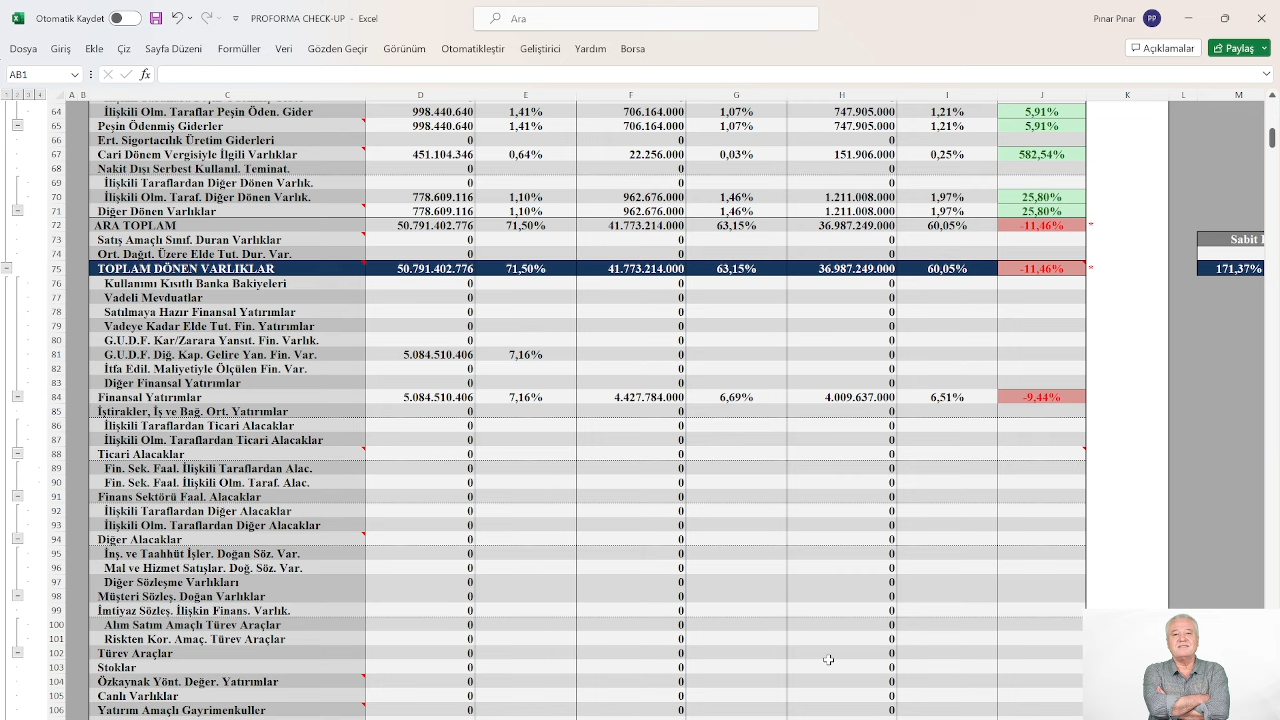 Otomatik Kaydet PROFORMA CHECK-UP - Excel Ara Pınar Pınar PP
Dosya Giriş Ekle Çiz Sayfa Düzeni Formüller Veri Gözden Geçir Görünüm Otomatikleştir Geliştirici Yardım Borsa Açıklamalar Paylaş
AB1 fx
1 2 3 4 A B C D E F G H I J K L M
64 İlişkili Olm. Taraflar Peşin Öden. Gider 998.440.640 1,41% 706.164.000 1,07% 747.905.000 1,21% 5,91%
65 Peşin Ödenmiş Giderler 998.440.640 1,41% 706.164.000 1,07% 747.905.000 1,21% 5,91%
66 Ert. Sigortacılık Üretim Giderleri 0 0 0
67 Cari Dönem Vergisiyle İlgili Varlıklar 451.104.346 0,64% 22.256.000 0,03% 151.906.000 0,25% 582,54%
68 Nakit Dışı Serbest Kullanıl. Teminat. 0 0 0
69 İlişkili Taraflardan Diğer Dönen Varlık. 0 0 0
70 İlişkili Olm. Taraf. Diğer Dönen Varlık. 778.609.116 1,10% 962.676.000 1,46% 1.211.008.000 1,97% 25,80%
71 Diğer Dönen Varlıklar 778.609.116 1,10% 962.676.000 1,46% 1.211.008.000 1,97% 25,80%
72 ARA TOPLAM 50.791.402.776 71,50% 41.773.214.000 63,15% 36.987.249.000 60,05% -11,46% *
73 Satış Amaçlı Sınıf. Duran Varlıklar 0 0 0 Sabit
74 Ort. Dağıt. Üzere Elde Tut. Dur. Var. 0 0 0
75 TOPLAM DÖNEN VARLIKLAR 50.791.402.776 71,50% 41.773.214.000 63,15% 36.987.249.000 60,05% -11,46% * 171,37%
76 Kullanımı Kısıtlı Banka Bakiyeleri 0 0 0
77 Vadeli Mevduatlar 0 0 0
78 Satılmaya Hazır Finansal Yatırımlar 0 0 0
79 Vadeye Kadar Elde Tut. Fin. Yatırımlar 0 0 0
80 G.U.D.F. Kar/Zarara Yansıt. Fin. Varlık. 0 0 0
81 G.U.D.F. Diğ. Kap. Gelire Yan. Fin. Var. 5.084.510.406 7,16% 0 0
82 İtfa Edil. Maliyetiyle Ölçülen Fin. Var. 0 0 0
83 Diğer Finansal Yatırımlar 0 0 0
84 Finansal Yatırımlar 5.084.510.406 7,16% 4.427.784.000 6,69% 4.009.637.000 6,51% -9,44%
85 İştirakler, İş ve Bağ. Ort. Yatırımlar 0 0 0
86 İlişkili Taraflardan Ticari Alacaklar 0 0 0
87 İlişkili Olm. Taraflardan Ticari Alacaklar 0 0 0
88 Ticari Alacaklar 0 0 0
89 Fin. Sek. Faal. İlişkili Taraflardan Alac. 0 0 0
90 Fin. Sek. Faal. İlişkili Olm. Taraf. Alac. 0 0 0
91 Finans Sektörü Faal. Alacaklar 0 0 0
92 İlişkili Taraflardan Diğer Alacaklar 0 0 0
93 İlişkili Olm. Taraflardan Diğer Alacaklar 0 0 0
94 Diğer Alacaklar 0 0 0
95 İnş. ve Taahhüt İşler. Doğan Söz. Var. 0 0 0
96 Mal ve Hizmet Satışlar. Doğ. Söz. Var. 0 0 0
97 Diğer Sözleşme Varlıkları 0 0 0
98 Müşteri Sözleş. Doğan Varlıklar 0 0 0
99 İmtiyaz Sözleş. İlişkin Finans. Varlık. 0 0 0
100 Alım Satım Amaçlı Türev Araçlar 0 0 0
101 Riskten Kor. Amaç. Türev Araçlar 0 0 0
102 Türev Araçlar 0 0 0
103 Stoklar 0 0 0
104 Özkaynak Yönt. Değer. Yatırımlar 0 0 0
105 Canlı Varlıklar 0 0 0
106 Yatırım Amaçlı Gayrimenkuller 0 0 0